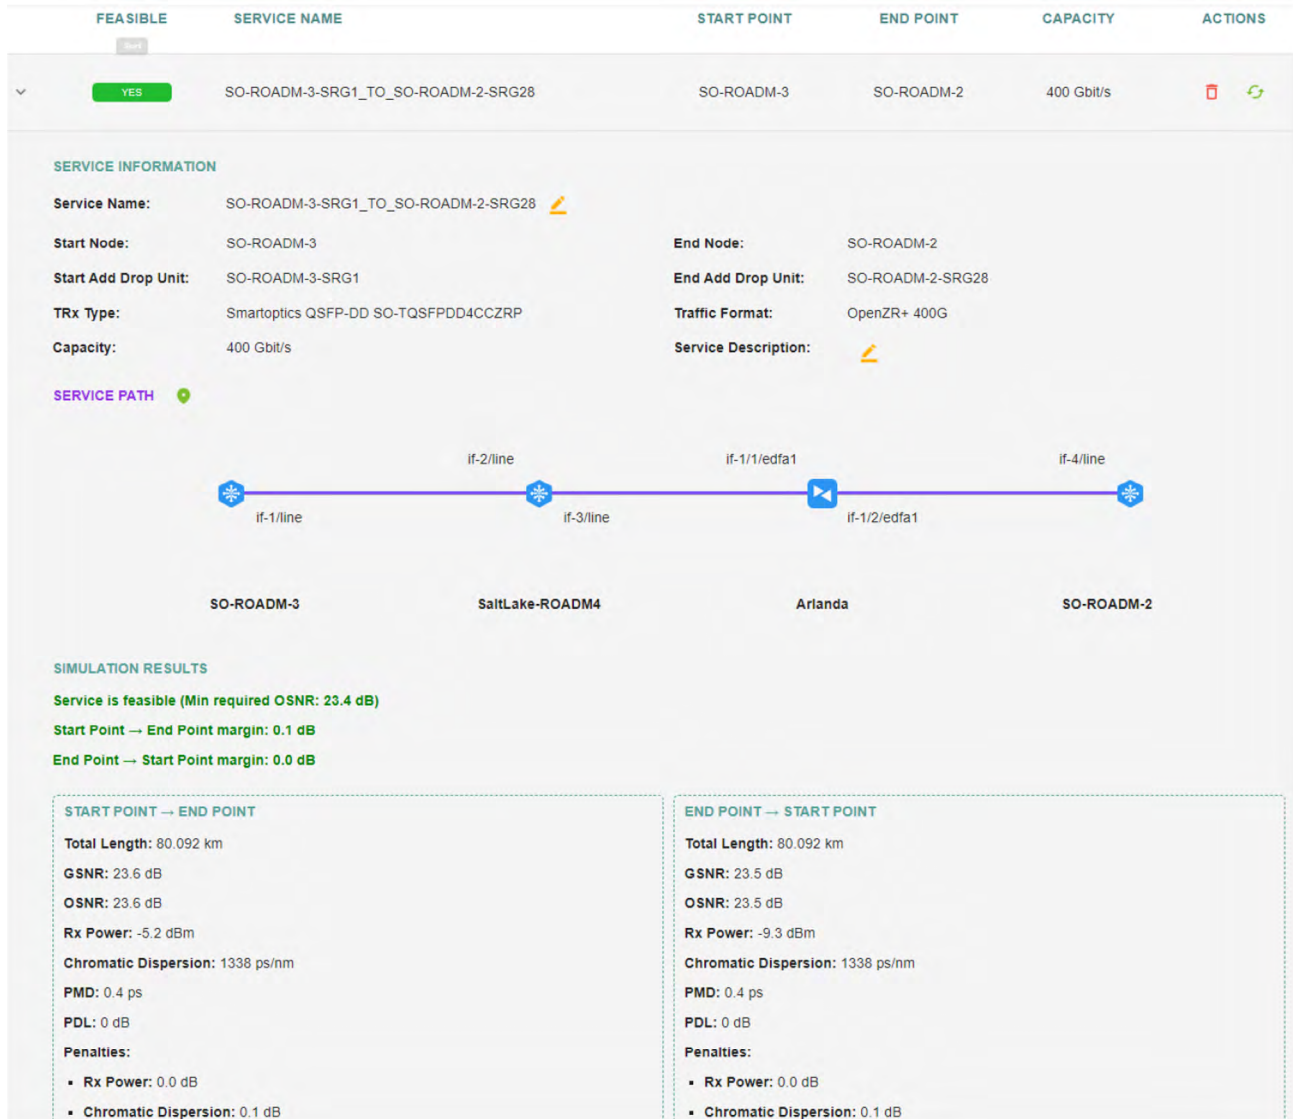 FEASIBLE SERVICE NAME START POINT END POINT CAPACITY ACTIONS
YES SO-ROADM-3-SRG1_TO_SO-ROADM-2-SRG28 SO-ROADM-3 SO-ROADM-2 400 Gbit/s
SERVICE INFORMATION
Service Name: SO-ROADM-3-SRG1_TO_SO-ROADM-2-SRG28
Start Node: SO-ROADM-3 End Node: SO-ROADM-2
Start Add Drop Unit: SO-ROADM-3-SRG1 End Add Drop Unit: SO-ROADM-2-SRG28
TRx Type: Smartoptics QSFP-DD SO-TQSFPDD4CCZRP Traffic Format: OpenZR+ 400G
Capacity: 400 Gbit/s Service Description:
SERVICE PATH
if-2/line if-1/1/edfa1 if-4/line
if-1/line if-3/line if-1/2/edfa1
SO-ROADM-3 SaltLake-ROADM4 Arlanda SO-ROADM-2
SIMULATION RESULTS
Service is feasible (Min required OSNR: 23.4 dB)
Start Point → End Point margin: 0.1 dB
End Point → Start Point margin: 0.0 dB
START POINT → END POINT
Total Length: 80.092 km
GSNR: 23.6 dB
OSNR: 23.6 dB
Rx Power: -5.2 dBm
Chromatic Dispersion: 1338 ps/nm
PMD: 0.4 ps
PDL: 0 dB
Penalties:
▪ Rx Power: 0.0 dB
▪ Chromatic Dispersion: 0.1 dB
END POINT → START POINT
Total Length: 80.092 km
GSNR: 23.5 dB
OSNR: 23.5 dB
Rx Power: -9.3 dBm
Chromatic Dispersion: 1338 ps/nm
PMD: 0.4 ps
PDL: 0 dB
Penalties:
▪ Rx Power: 0.0 dB
▪ Chromatic Dispersion: 0.1 dB